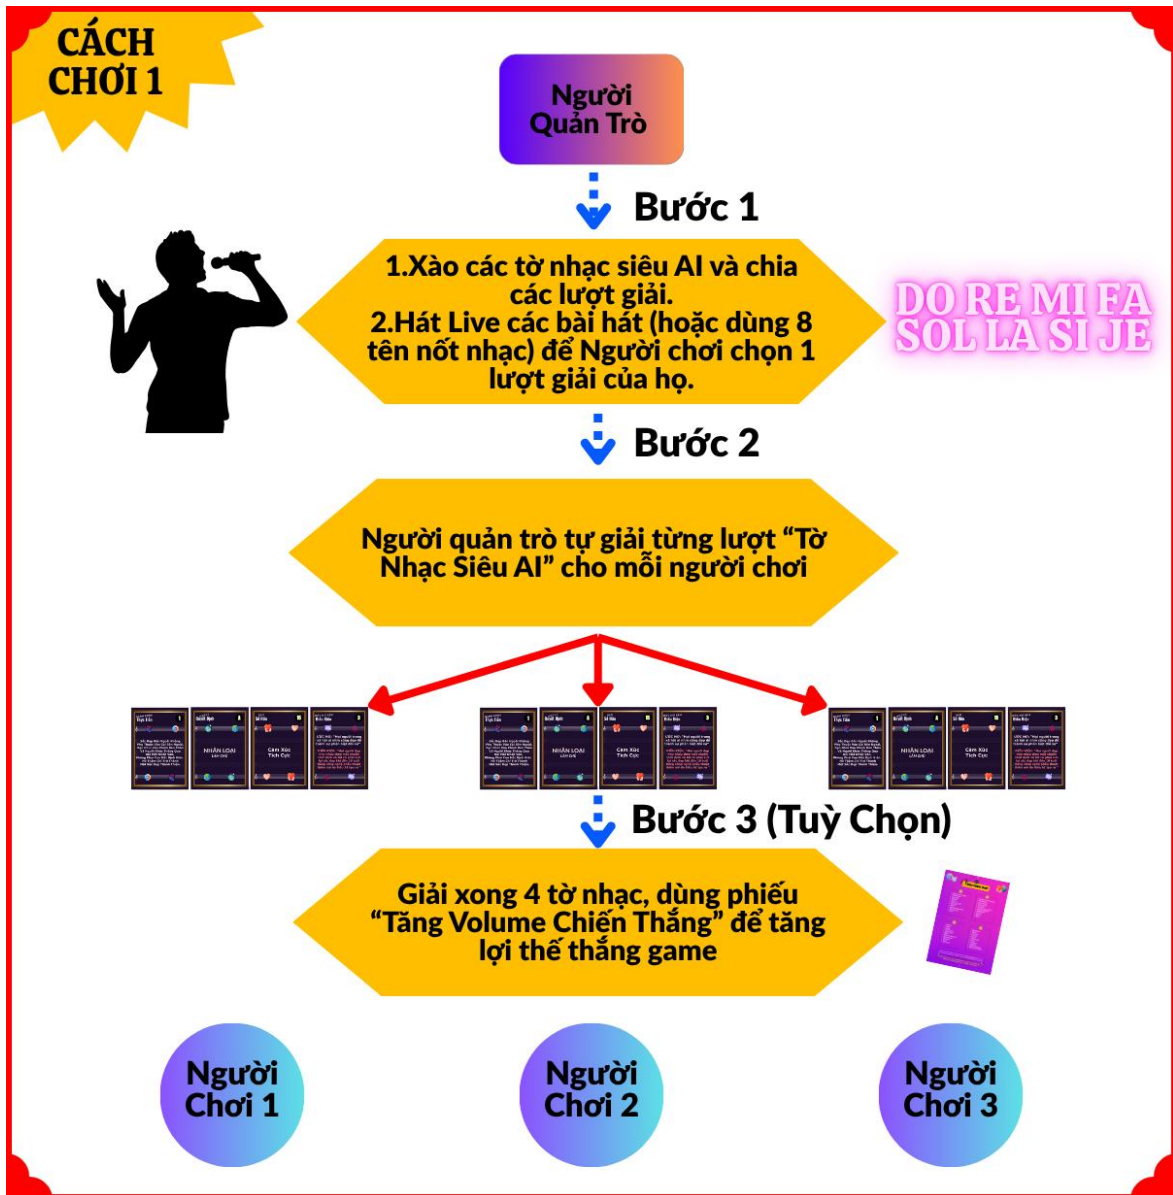 CÁCH
CHƠI 1
Người
Quản Trò
Bước 1
1.Xào các tờ nhạc siêu AI và chia
các lượt giải.
2.Hát Live các bài hát (hoặc dùng 8
tên nốt nhạc) để Người chơi chọn 1
lượt giải của họ.
DO RE MI FA
SOL LA SI JE
Bước 2
Người quản trò tự giải từng lượt “Tờ
Nhạc Siêu AI” cho mỗi người chơi
NHÂN LOẠI
Cảm Xúc
Tích Cực
NHÂN LOẠI
Cảm Xúc
Tích Cực
NHÂN LOẠI
Cảm Xúc
Tích Cực
Bước 3 (Tuỳ Chọn)
Giải xong 4 tờ nhạc, dùng phiếu
“Tăng Volume Chiến Thắng” để tăng
lợi thế thắng game
Người
Chơi 1
Người
Chơi 2
Người
Chơi 3